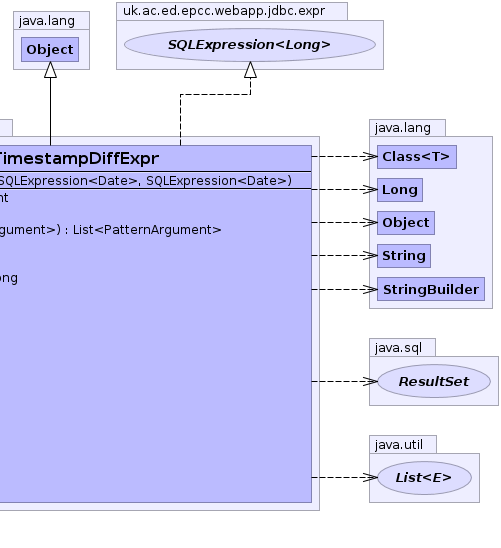 java.lang
Object
uk.ac.ed.epcc.webapp.jdbc.expr
SQLExpression<Long>
TimestampDiffExpr
SQLExpression<Date>, SQLExpression<Date>)
nt
gument>) : List<PatternArgument>
ong
java.lang
Class<T>
Long
Object
String
StringBuilder
java.sql
ResultSet
java.util
List<E>